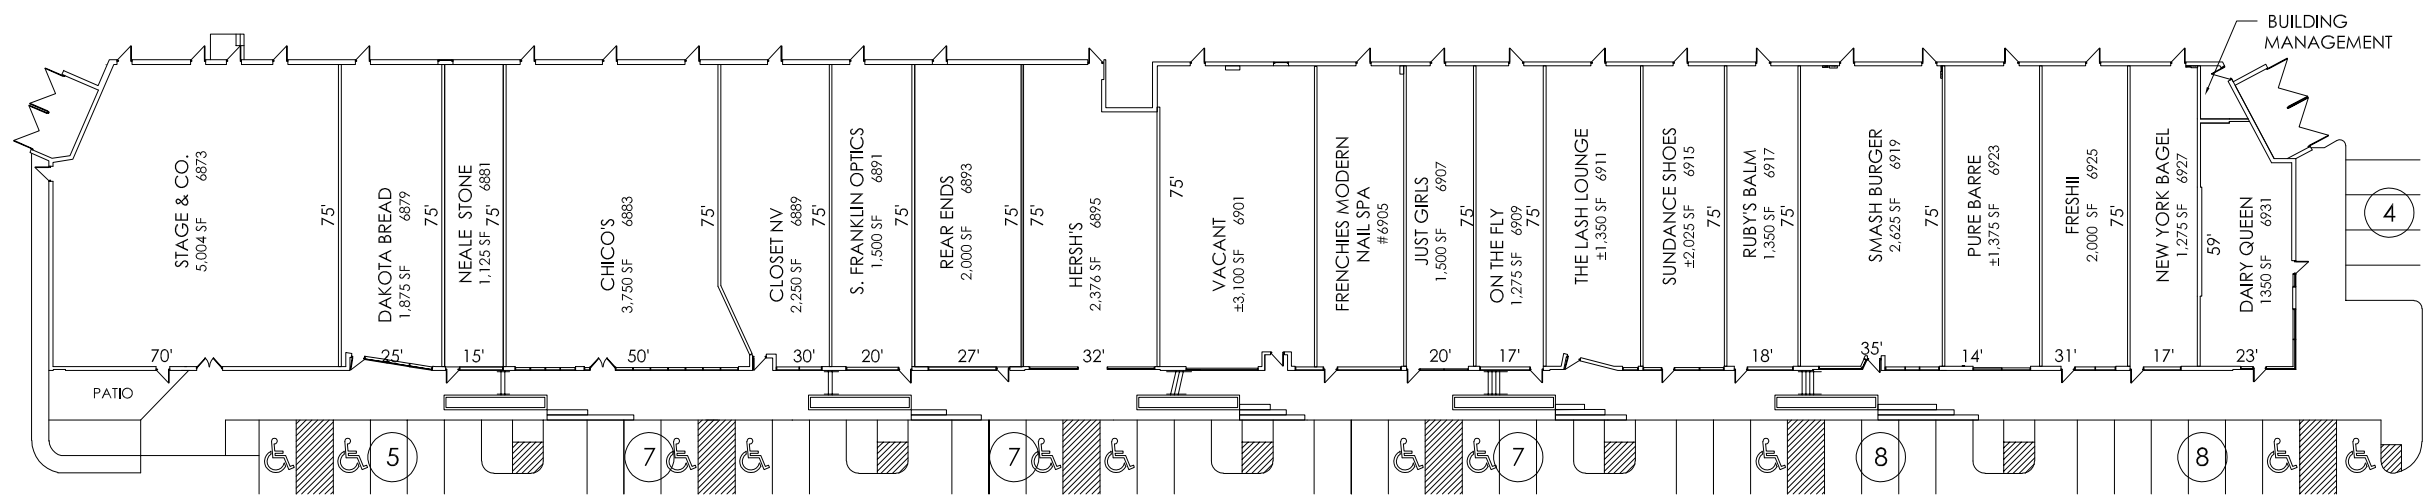 BUILDING
MANAGEMENT
STAGE & CO.
5,004 SF 6873
75'
70'
PATIO
DAKOTA BREAD
1,875 SF 6879
75'
25'
NEALE STONE
1,125 SF 6881
75'
15'
CHICO'S
3,750 SF 6883
75'
50'
CLOSET NV
2,250 SF 6889
75'
30'
S. FRANKLIN OPTICS
1,500 SF 6891
75'
20'
REAR ENDS
2,000 SF 6893
75'
27'
75'
HERSH'S
2,376 SF 6895
32'
75'
VACANT
±3,100 SF 6901
FRENCHIES MODERN
NAIL SPA
#6905
JUST GIRLS
1,500 SF 6907
75'
20'
ON THE FLY
1,275 SF 6909
75'
17'
THE LASH LOUNGE
±1,350 SF 6911
SUNDANCE SHOES
±2,025 SF 6915
75'
RUBY'S BALM
1,350 SF 6917
75'
18'
SMASH BURGER
2,625 SF 6919
75'
35'
PURE BARRE
±1,375 SF 6923
14'
FRESHII
2,000 SF 6925
75'
31'
NEW YORK BAGEL
1,275 SF 6927
17'
59'
DAIRY QUEEN
1350 SF 6931
23'
4
5
7
7
7
8
8